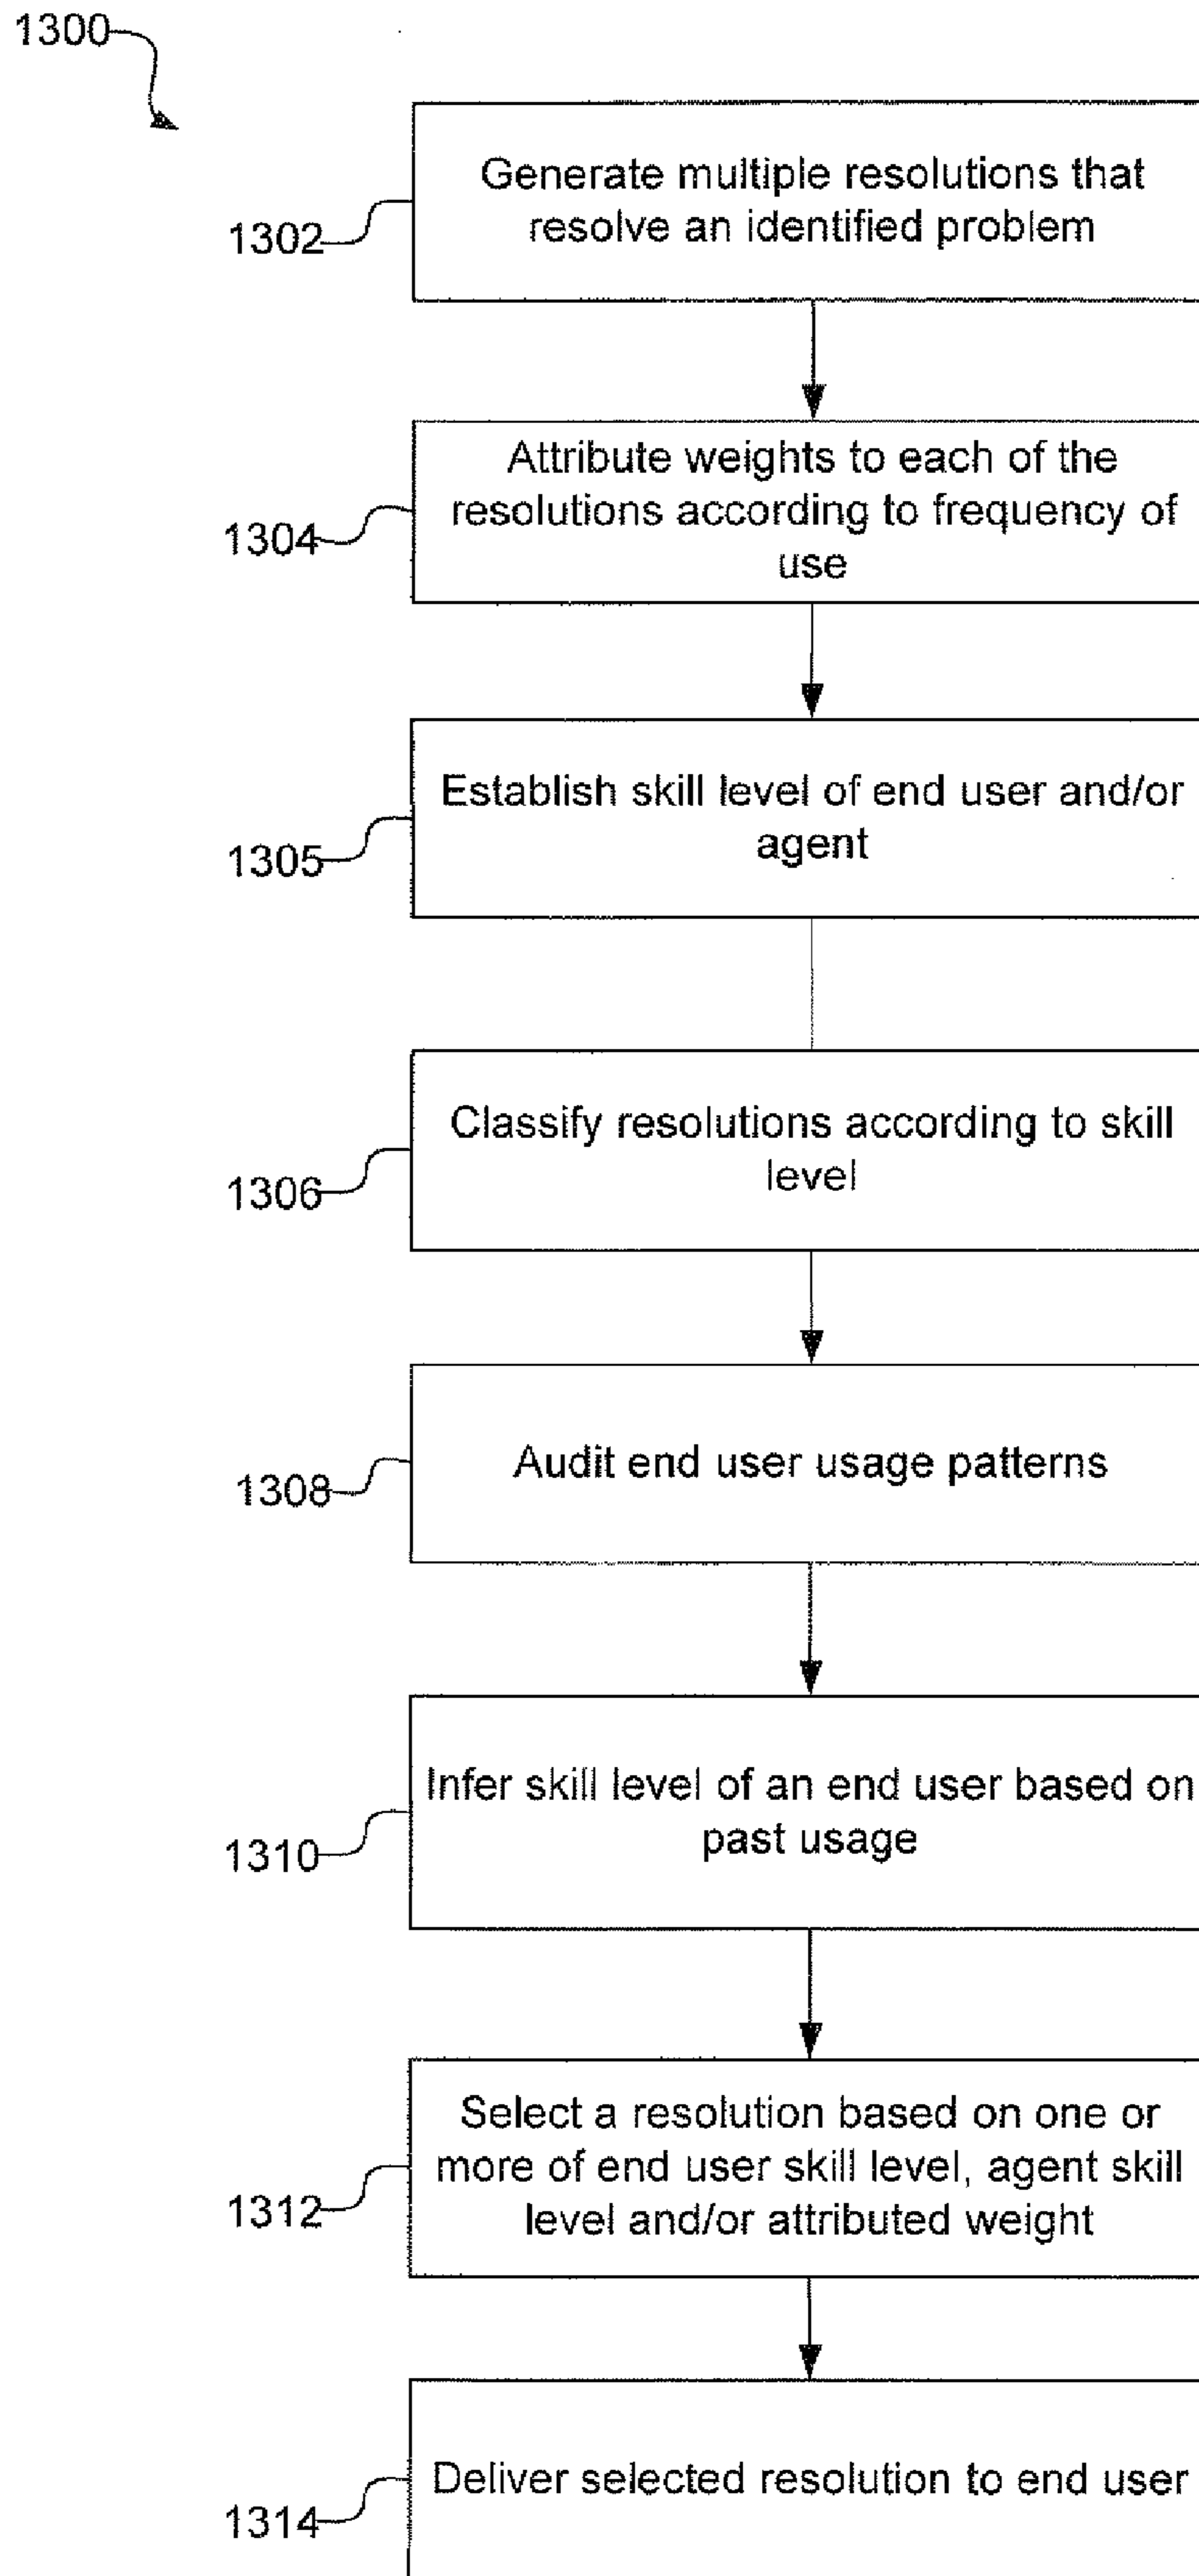 1300
Generate multiple resolutions that
resolve an identified problem
1302
Attribute weights to each of the
resolutions according to frequency of
use
1304
Establish skill level of end user and/or
agent
1305
Classify resolutions according to skill
level
1306
Audit end user usage patterns
1308
Infer skill level of an end user based on
past usage
1310
Select a resolution based on one or
more of end user skill level, agent skill
level and/or attributed weight
1312
Deliver selected resolution to end user
1314